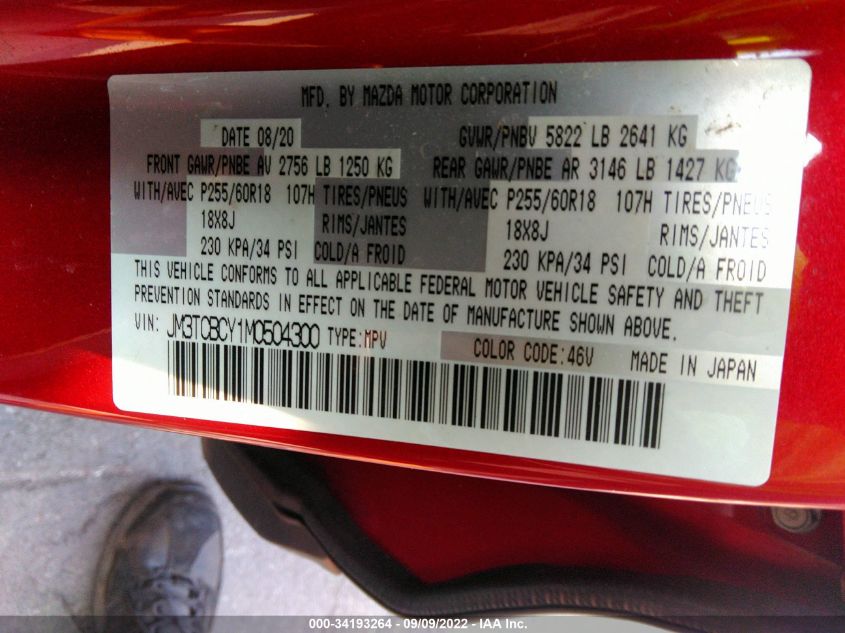 MFD. BY MAZDA MOTOR CORPORATION
DATE 08/20 GVWR/PNBV 5822 LB 2641 KG
FRONT GAWR/PNBE AV 2756 LB 1250 KG REAR GAWR/PNBE AR 3146 LB 1427 KG
WITH/AVEC P255/60R18 107H TIRES/PNEUS WITH/AVEC P255/60R18 107H TIRES/PNEUS
18X8J RIMS/JANTES 18X8J RIMS/JANTES
230 KPA/34 PSI COLD/A FROID 230 KPA/34 PSI COLD/A FROID
THIS VEHICLE CONFORMS TO ALL APPLICABLE FEDERAL MOTOR VEHICLE SAFETY AND THEFT
PREVENTION STANDARDS IN EFFECT ON THE DATE OF MANUFACTURE SHOWN ABOVE.
VIN: JM3TCBCY1M0504300 TYPE:MPV
COLOR CODE:46V MADE IN JAPAN
000-34193264 - 09/09/2022 - IAA Inc.